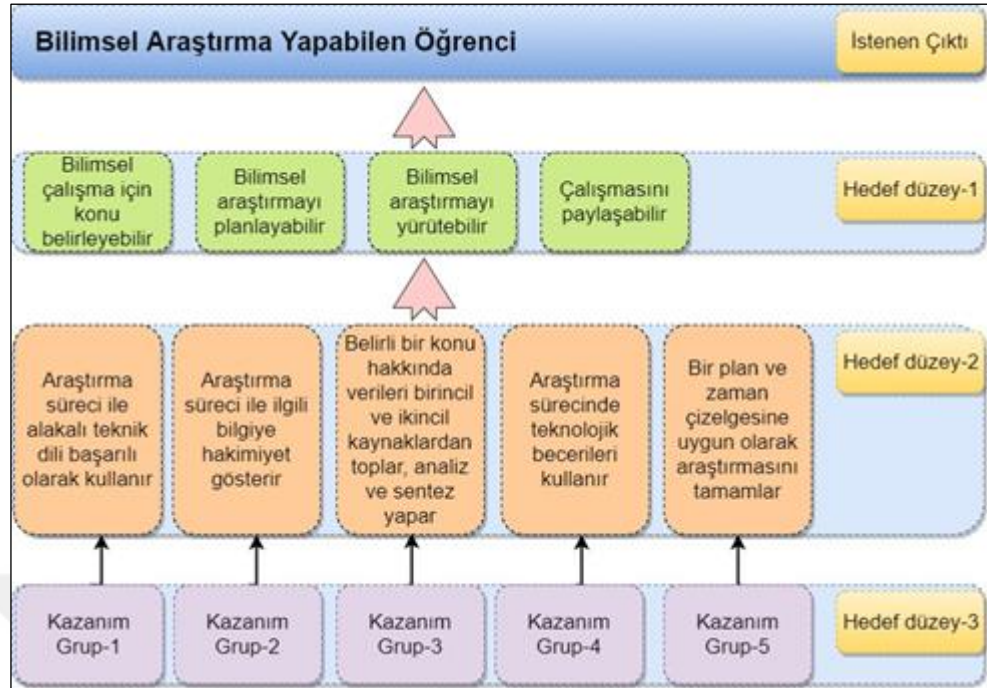 Bilimsel Araştırma Yapabilen Öğrenci
İstenen Çıktı
Bilimsel
çalışma için
konu
belirleyebilir
Bilimsel
araştırmayı
planlayabilir
Bilimsel
araştırmayı
yürütebilir
Çalışmasını
paylaşabilir
Hedef düzey-1
Araştırma
süreci ile
alakalı teknik
dili başarılı
olarak kullanır
Araştırma
süreci ile ilgili
bilgiye
hakimiyet
gösterir
Belirli bir konu
hakkında
verileri birincil
ve ikincil
kaynaklardan
toplar, analiz
ve sentez
yapar
Araştırma
sürecinde
teknolojik
becerileri
kullanır
Bir plan ve
zaman
çizelgesine
uygun olarak
araştırmasını
tamamlar
Hedef düzey-2
Kazanım
Grup-1
Kazanım
Grup-2
Kazanım
Grup-3
Kazanım
Grup-4
Kazanım
Grup-5
Hedef düzey-3